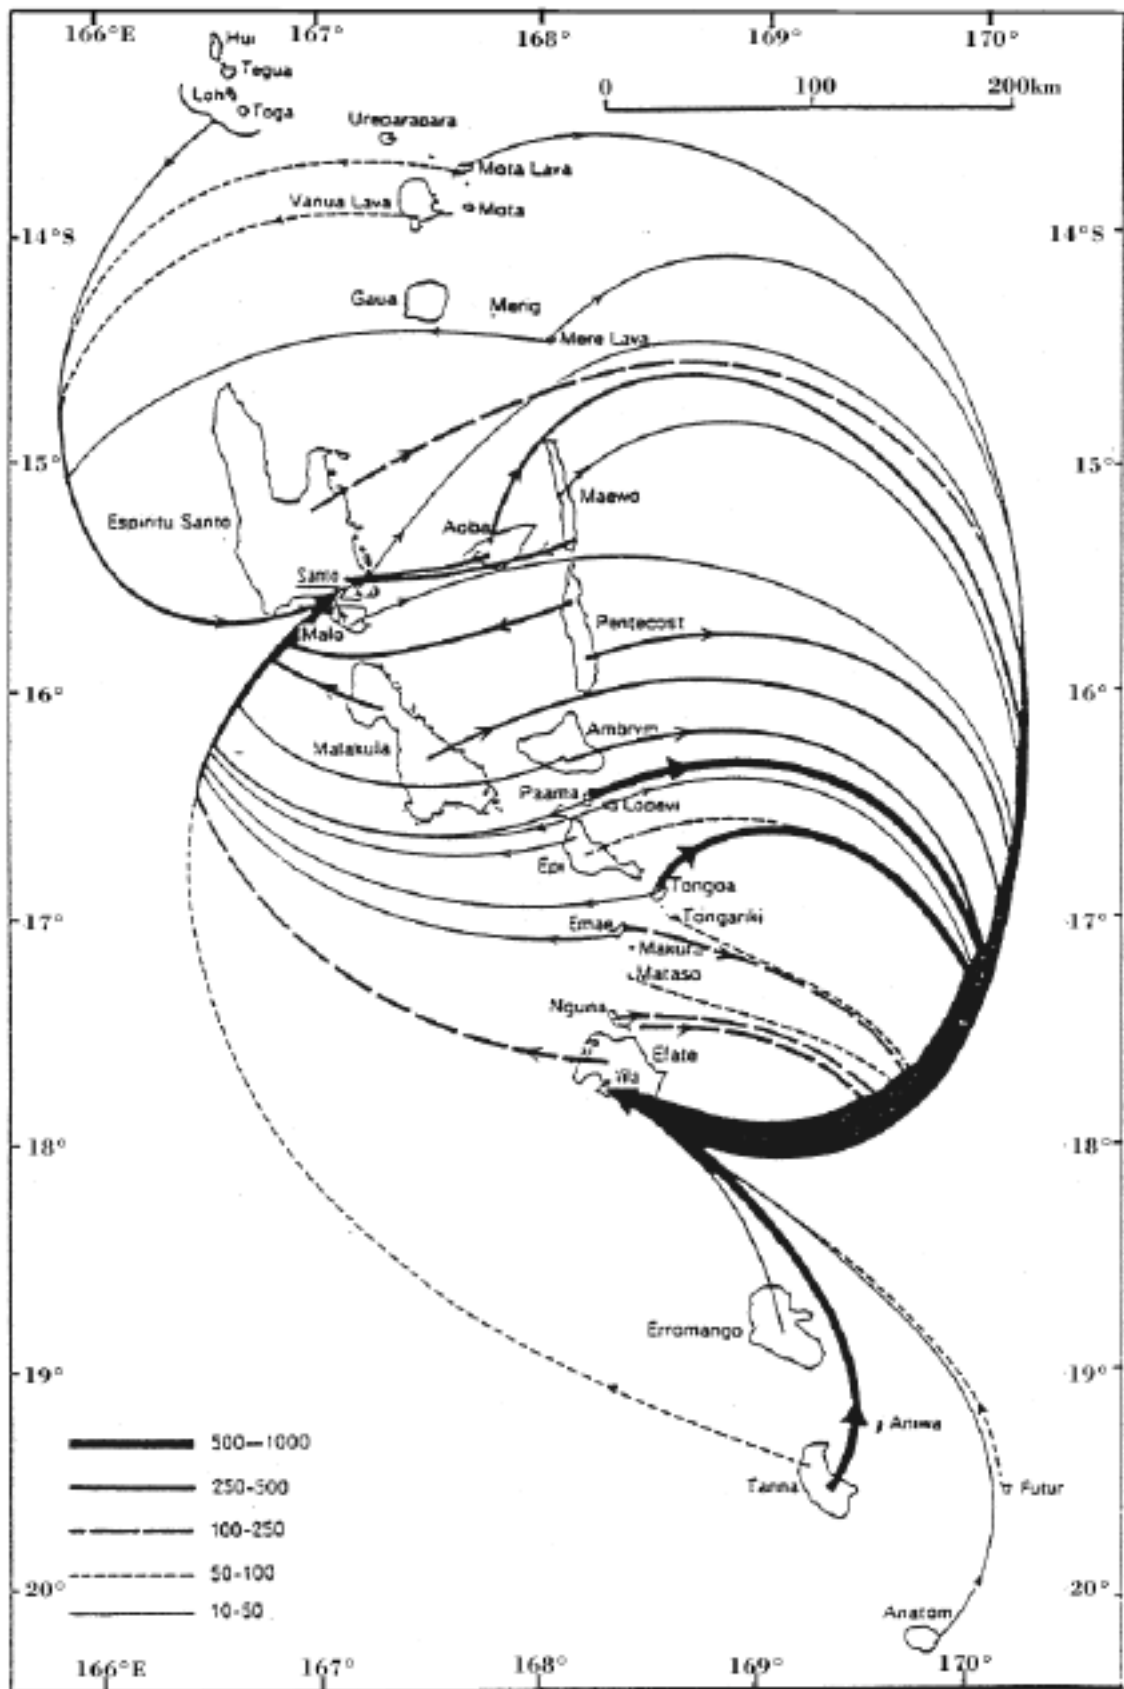 166°E 167° 168° 169° 170°
Hui
Tegua
Loh
Toga
0 100 200km
Ureparapara
Mota Lava
Vanua Lava
Mota
14°S 14°S
Gaua
Merig
Mere Lava
15° 15°
Maewo
Espiritu Santo
Aoba
Santo
Malo
Pentecost
16° 16°
Malakula
Ambrym
Paama
Lopevi
Epi
Tongoa
17° 17°
Tongariki
Emae
Makura
Mataso
Nguna
Efate
Vila
18° 18°
Erromango
19° 19°
Aniwa
500-1000
250-500
Tanna
Futur
100-250
50-100
20° 20°
10-50
Anatom
166°E 167° 168° 169° 170°